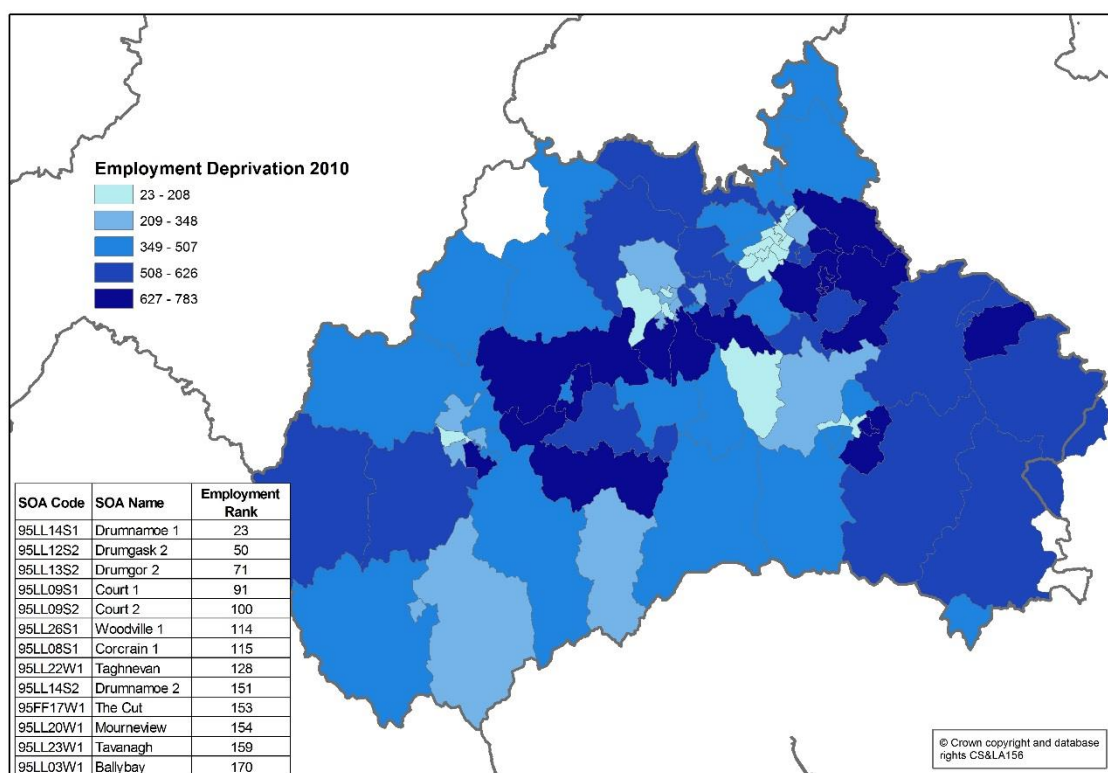 Employment Deprivation 2010
23 - 208
209 - 348
349 - 507
508 - 626
627 - 783
SOA Code SOA Name Employment Rank
95LL14S1 Drumnamoe 1 23
95LL12S2 Drumgask 2 50
95LL13S2 Drumgor 2 71
95LL09S1 Court 1 91
95LL09S2 Court 2 100
95LL26S1 Woodville 1 114
95LL08S1 Corcrain 1 115
95LL22W1 Taghnevan 128
95LL14S2 Drumnamoe 2 151
95FF17W1 The Cut 153
95LL20W1 Mourneview 154
95LL23W1 Tavanagh 159
95LL03W1 Ballybay 170
© Crown copyright and database
rights CS&LA156